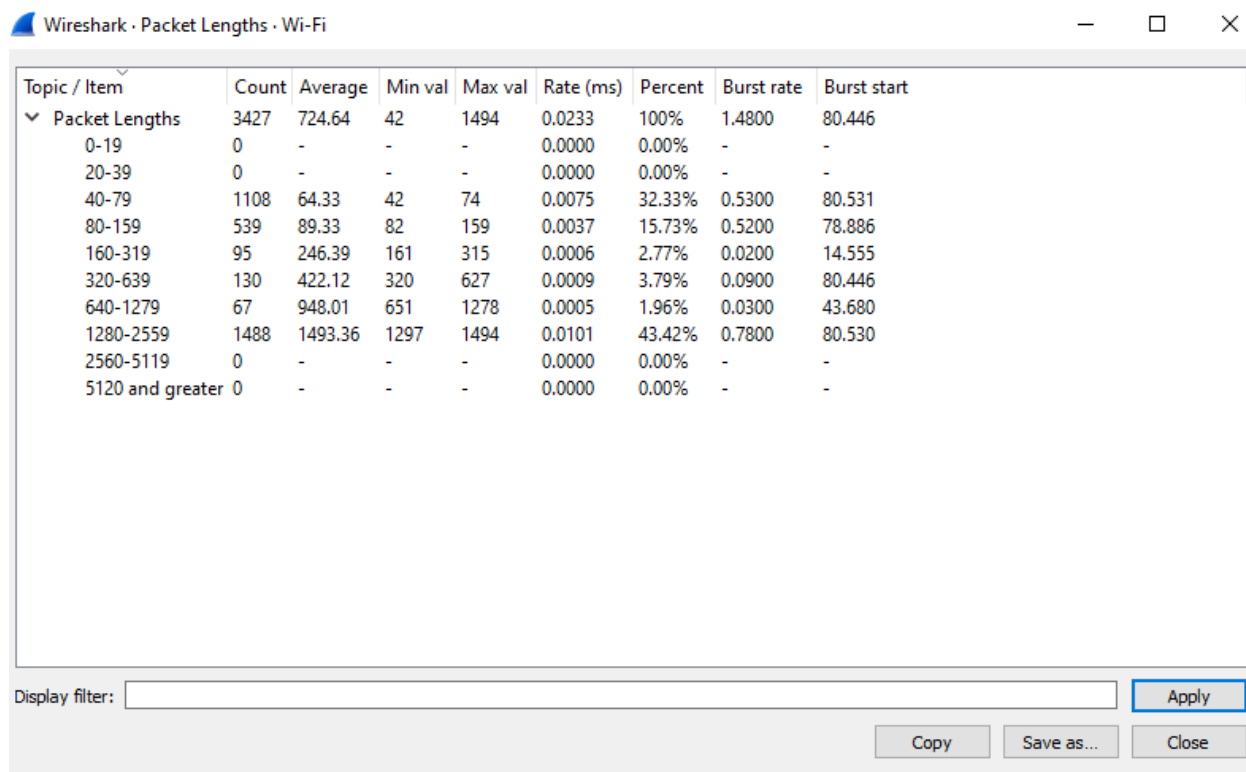 Wireshark · Packet Lengths · Wi-Fi
Topic / Item Count Average Min val Max val Rate (ms) Percent Burst rate Burst start
Packet Lengths 3427 724.64 42 1494 0.0233 100% 1.4800 80.446
0-19 0 - - - 0.0000 0.00% - -
20-39 0 - - - 0.0000 0.00% - -
40-79 1108 64.33 42 74 0.0075 32.33% 0.5300 80.531
80-159 539 89.33 82 159 0.0037 15.73% 0.5200 78.886
160-319 95 246.39 161 315 0.0006 2.77% 0.0200 14.555
320-639 130 422.12 320 627 0.0009 3.79% 0.0900 80.446
640-1279 67 948.01 651 1278 0.0005 1.96% 0.0300 43.680
1280-2559 1488 1493.36 1297 1494 0.0101 43.42% 0.7800 80.530
2560-5119 0 - - - 0.0000 0.00% - -
5120 and greater 0 - - - 0.0000 0.00% - -
Display filter: Apply
Copy Save as... Close